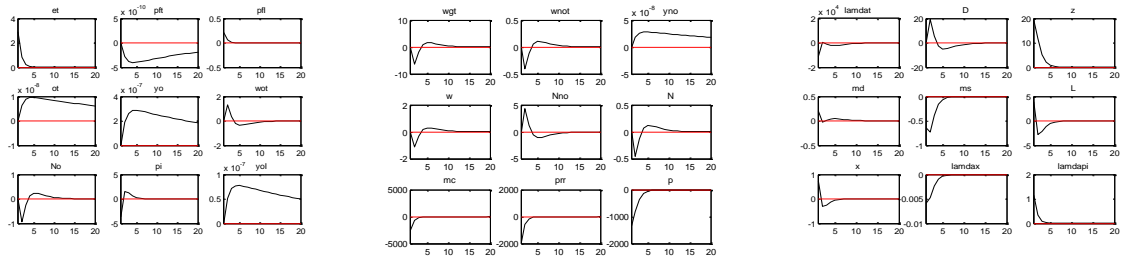 et pft pfl
x 10^-10
4 5 0.5
2 0 0
0 -5 -0.5
5 10 15 20 5 10 15 20 5 10 15 20
x 10^-8 ot x 10^-7 yo wot
1 4 2
0 2 0
-1 0 -2
5 10 15 20 5 10 15 20 5 10 15 20
No pi x 10^-7 yol
1 5 1
0 0 0.5
-1 -5 0
5 10 15 20 5 10 15 20 5 10 15 20
wgt wnot x 10^-8 yno
10 2 5
0 0 0
-10 -5
5 10 15 20 5 10 15 20 5 10 15 20
w Nno N
2 5 0.5
0 0 0
-2 -5 -0.5
5 10 15 20 5 10 15 20 5 10 15 20
mc prr p
5000 2000 0
0 0 -1000
-5000 -2000 -2000
5 10 15 20 5 10 15 20 5 10 15 20
x 10^4 lamdat D z
2 20 20
0 0 10
-2 -20 0
5 10 15 20 5 10 15 20 5 10 15 20
md ms L
0.5 0 5
0 -0.5 0
-0.5 -1 -5
5 10 15 20 5 10 15 20 5 10 15 20
x lamdax lamdapi
1 0 2
0 -0.005 1
-1 -0.01 0
5 10 15 20 5 10 15 20 5 10 15 20